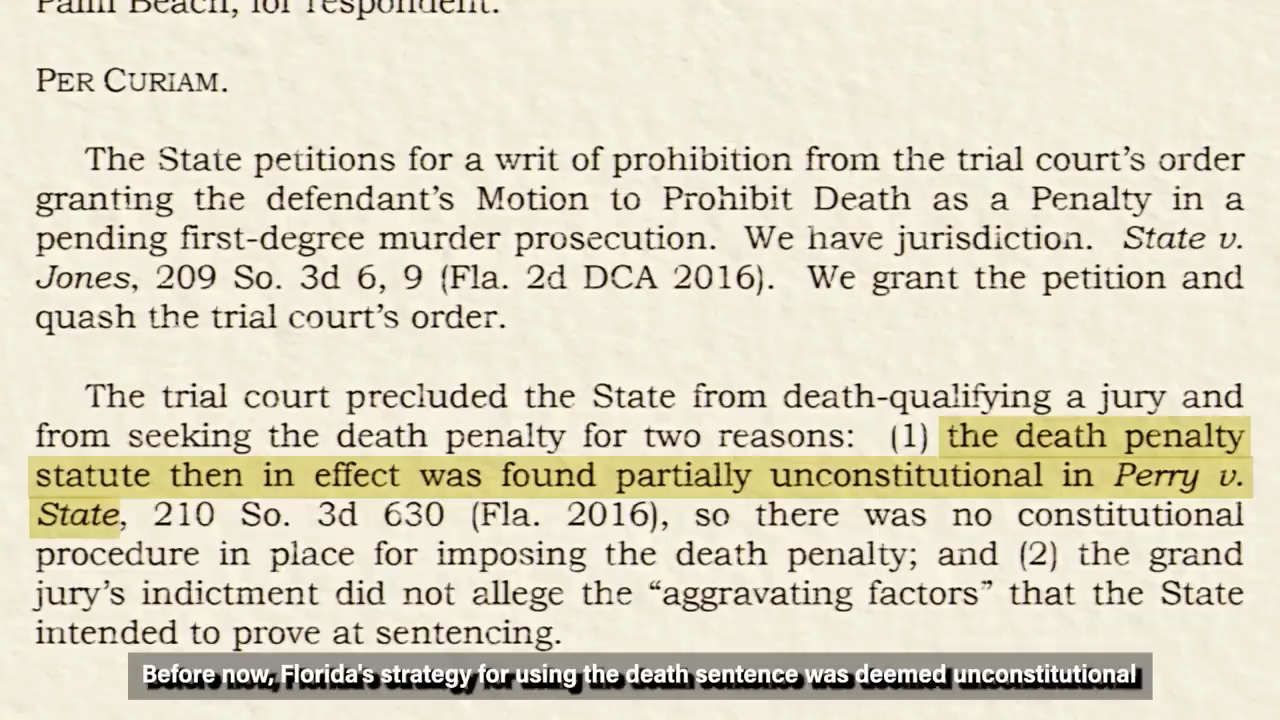 Palm Beach, for respondent.
PER CURIAM.
The State petitions for a writ of prohibition from the trial court's order
granting the defendant's Motion to Prohibit Death as a Penalty in a
pending first-degree murder prosecution. We have jurisdiction. State v.
Jones, 209 So. 3d 6, 9 (Fla. 2d DCA 2016). We grant the petition and
quash the trial court's order.
The trial court precluded the State from death-qualifying a jury and
from seeking the death penalty for two reasons: (1) the death penalty
statute then in effect was found partially unconstitutional in Perry v.
State, 210 So. 3d 630 (Fla. 2016), so there was no constitutional
procedure in place for imposing the death penalty; and (2) the grand
jury's indictment did not allege the “aggravating factors” that the State
intended to prove at sentencing.
Before now, Florida's strategy for using the death sentence was deemed unconstitutional